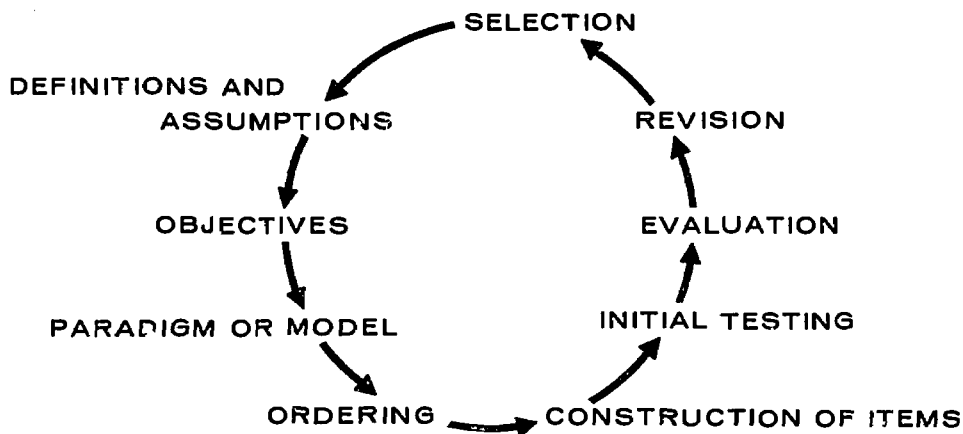 SELECTION
DEFINITIONS AND
ASSUMPTIONS
REVISION
OBJECTIVES
EVALUATION
PARADIGM OR MODEL
INITIAL TESTING
ORDERING
CONSTRUCTION OF ITEMS